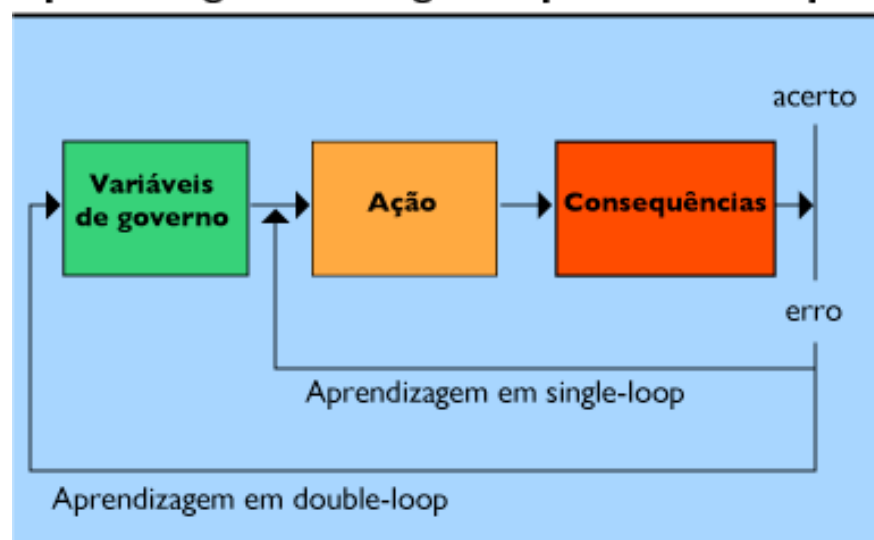 acerto
Variáveis
de governo
Ação
Consequências
erro
Aprendizagem em single-loop
Aprendizagem em double-loop